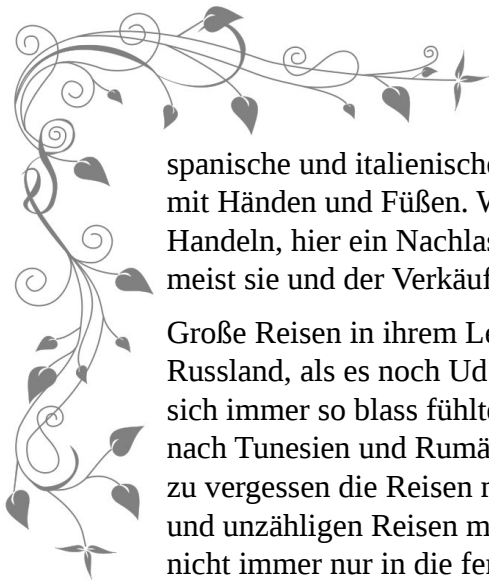 spanische und italienische
mit Händen und Füßen. W
Handeln, hier ein Nachlas
meist sie und der Verkäuf
Große Reisen in ihrem Le
Russland, als es noch Ud
sich immer so blass fühlte
nach Tunesien und Rumä
zu vergessen die Reisen
und unzähligen Reisen m
nicht immer nur in die fer